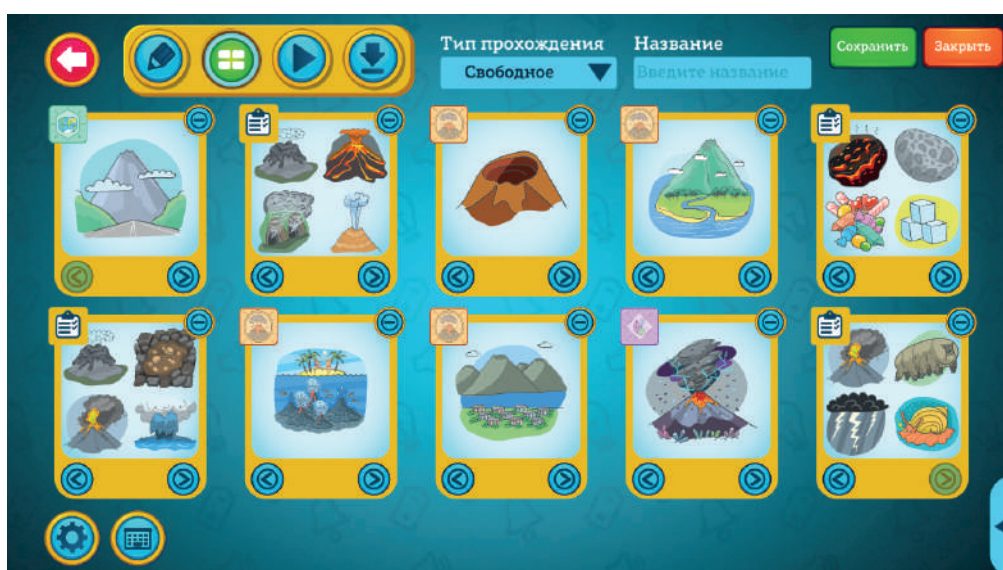 Тип прохождения
Название
Свободное
Введите название
Сохранить
Закрыть